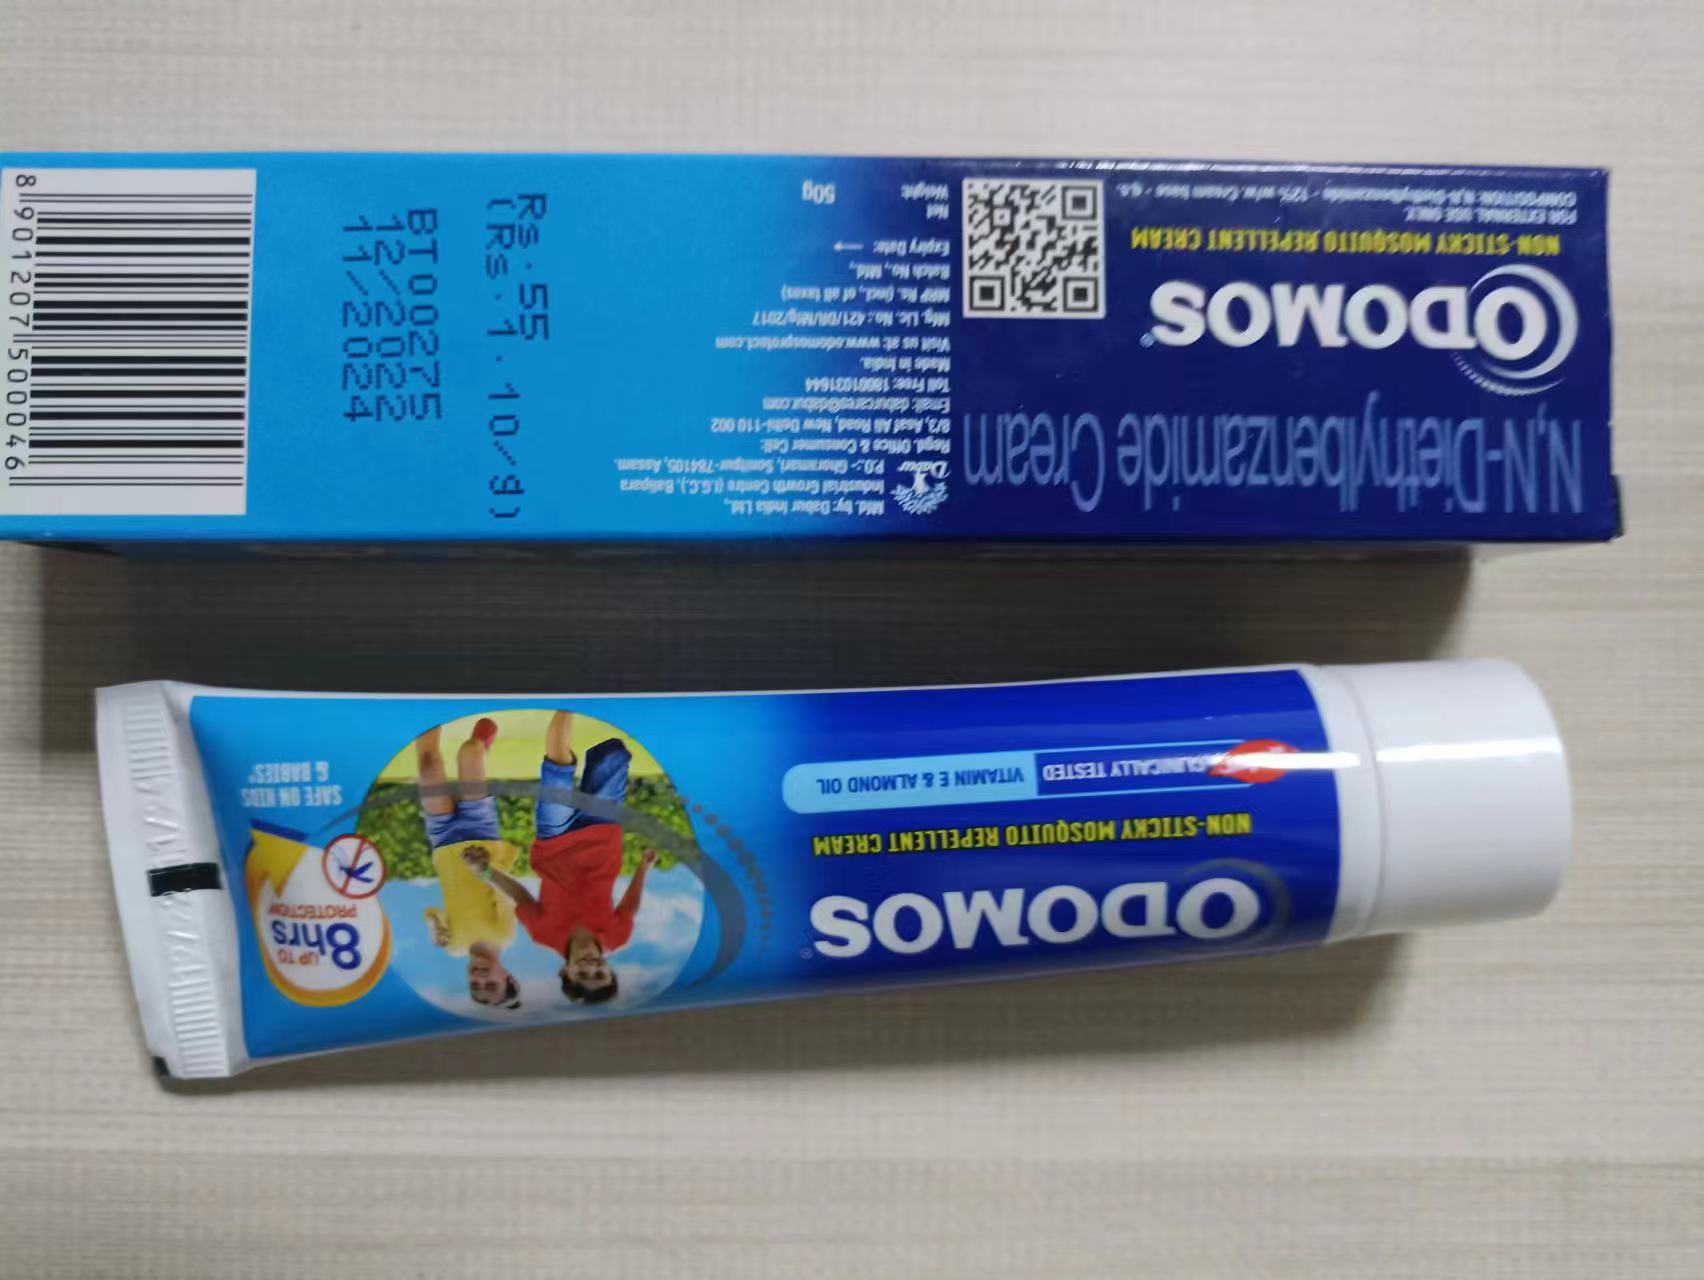 N,N-Diethylbenzamide Cream
ODOMOS®
NON-STICKY MOSQUITO REPELLENT CREAM
FOR EXTERNAL USE ONLY.
COMPOSITION: N,N-Diethylbenzamide - 12% w/w. Cream base - q.s.
Dabur
Mfd. by: Dabur India Ltd.,
Industrial Growth Centre (I.G.C.), Balipara
P.O.:- Ghoramari, Sonitpur-784105, Assam.
Regd. Office & Consumer Cell:
8/3, Asaf Ali Road, New Delhi-110 002
Email: daburcares@dabur.com
Toll Free: 18001031644
Made in India.
Visit us at: www.odomosprotect.com
Mfg. Lic. No.: 421/DR/Mfg/2017
MRP Rs. (incl., of all taxes)
Batch No., Mfd.,
Expiry Date:
Net
Weight:
50g
Rs.55
(Rs.1.10/g)
BT00275
12/2022
11/2024
8 901207 500046
ODOMOS®
NON-STICKY MOSQUITO REPELLENT CREAM
CLINICALLY TESTED
VITAMIN E & ALMOND OIL
UP TO
8hrs
PROTECTION
SAFE ON KIDS
& BABIES*